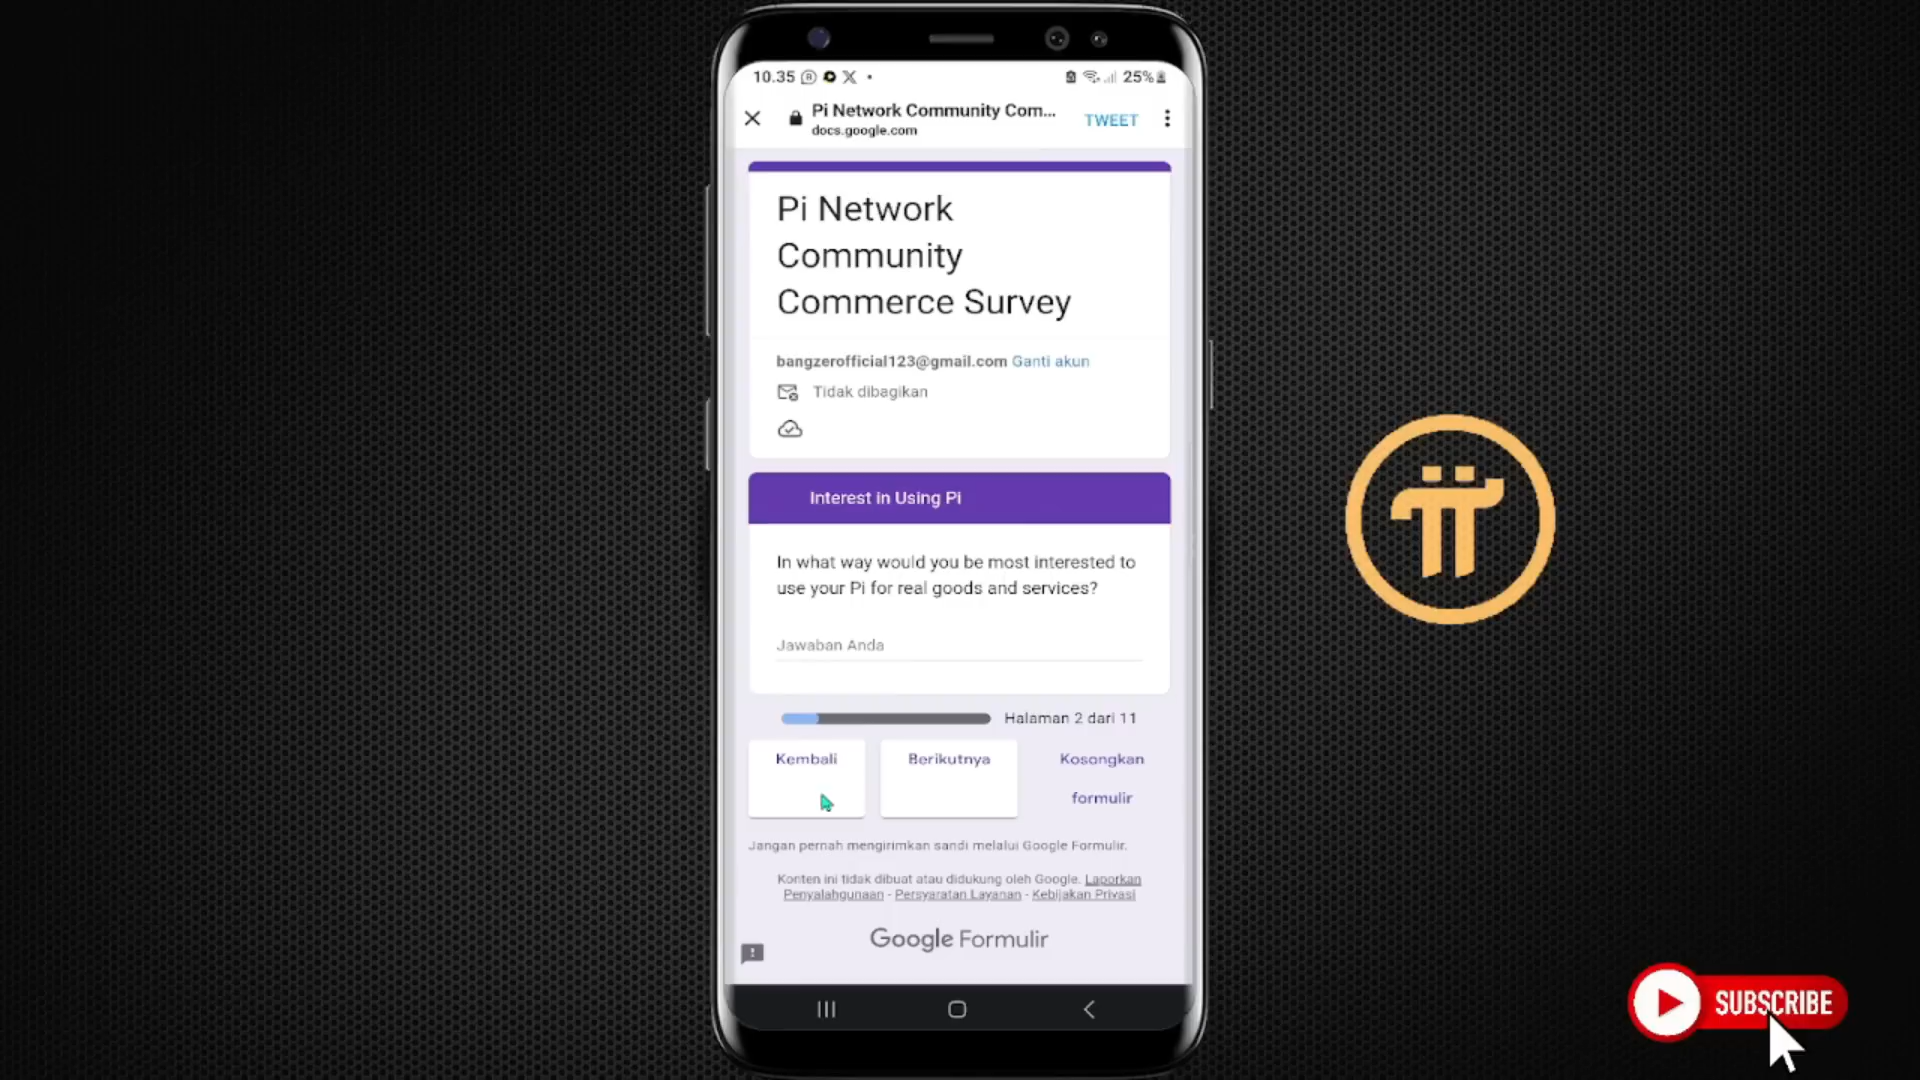 10.35
25%
Pi Network Community Com...
docs.google.com
TWEET
Pi Network
Community
Commerce Survey
bangzerofficial123@gmail.com Ganti akun
Tidak dibagikan
Interest in Using Pi
In what way would you be most interested to
use your Pi for real goods and services?
Jawaban Anda
Halaman 2 dari 11
Kembali
Berikutnya
Kosongkan
formulir
Jangan pernah mengirimkan sandi melalui Google Formulir.
Konten ini tidak dibuat atau didukung oleh Google. Laporkan
Penyalahgunaan - Persyaratan Layanan - Kebijakan Privasi
Google Formulir
SUBSCRIBE